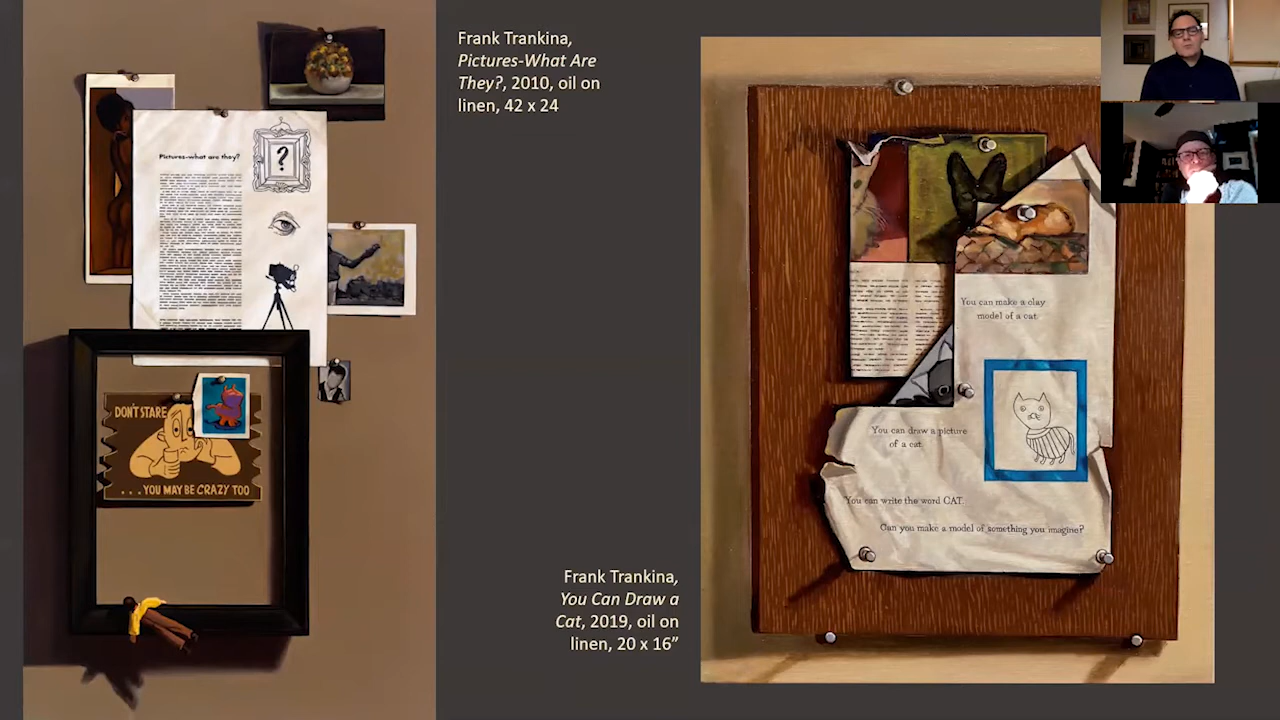 Frank Trankina,
Pictures-What Are
They?, 2010, oil on
linen, 42 x 24
Pictures-what are they?
?
DON'T STARE
...YOU MAY BE CRAZY TOO
You can make a clay
model of a cat.
You can draw a picture
of a cat.
You can write the word CAT.
Can you make a model of something you imagine?
Frank Trankina,
You Can Draw a
Cat, 2019, oil on
linen, 20 x 16”